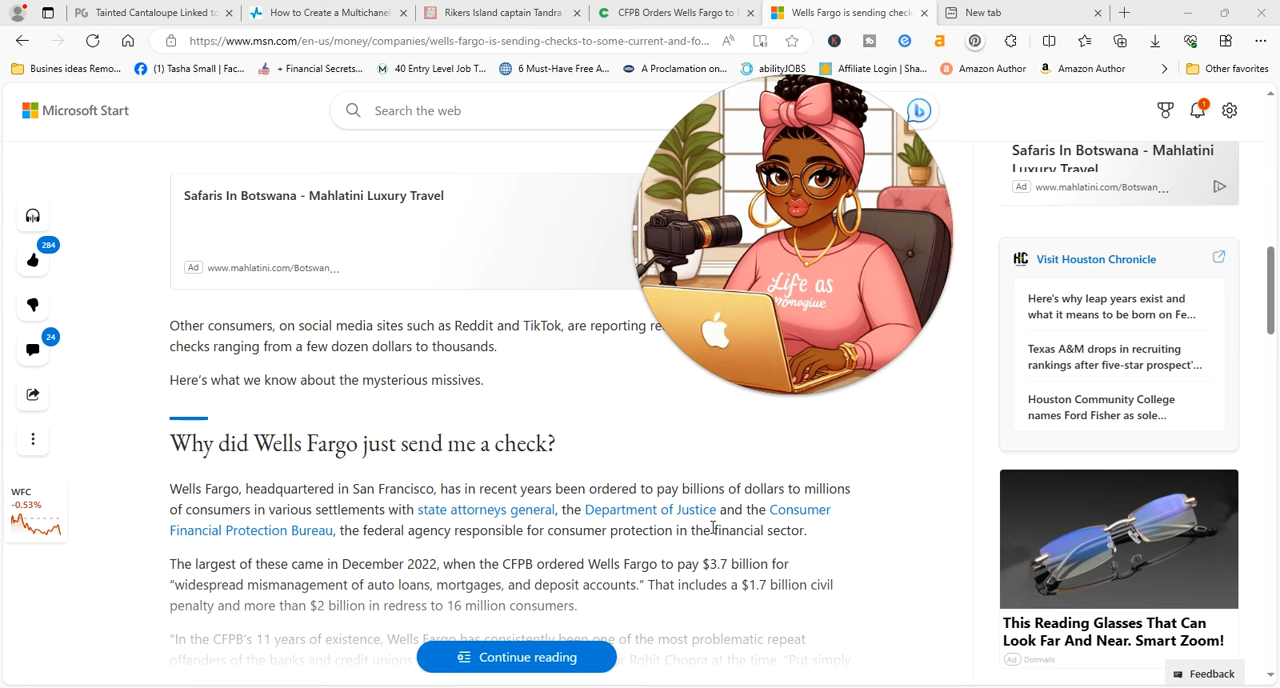 Tainted Cantaloupe Linked to
How to Create a Multichanel
Rikers Island captain Tandra
CFPB Orders Wells Fargo to
Wells Fargo is sending check
New tab
https://www.msn.com/en-us/money/companies/wells-fargo-is-sending-checks-to-some-current-and-fo...
Busines ideas Remo...
(1) Tasha Small | Fac...
+ Financial Secrets...
40 Entry Level Job T...
6 Must-Have Free A...
A Proclamation on...
abilityJOBS
Affiliate Login | Sha...
Amazon Author
Amazon Author
Other favorites
Microsoft Start
Search the web
1
Safaris In Botswana - Mahlatini Luxury Travel
Ad www.mahlatini.com/Botswan...
284
24
WFC
-0.53%
Other consumers, on social media sites such as Reddit and TikTok, are reporting
checks ranging from a few dozen dollars to thousands.
Here's what we know about the mysterious missives.
Why did Wells Fargo just send me a check?
Wells Fargo, headquartered in San Francisco, has in recent years been ordered to pay billions of dollars to millions
of consumers in various settlements with state attorneys general, the Department of Justice and the Consumer
Financial Protection Bureau, the federal agency responsible for consumer protection in the financial sector.
The largest of these came in December 2022, when the CFPB ordered Wells Fargo to pay $3.7 billion for
"widespread mismanagement of auto loans, mortgages, and deposit accounts." That includes a $1.7 billion civil
penalty and more than $2 billion in redress to 16 million consumers.
"In the CFPB's 11 years of existence, Wells Fargo has consistently been one of the most problematic repeat
offenders of the banks and credit unions
Rohit Chopra at the time. "Put simply,
Continue reading
Life as
Safaris In Botswana - Mahlatini
Luxury Travel
Ad www.mahlatini.com/Botswan...
HC Visit Houston Chronicle
Here's why leap years exist and
what it means to be born on Fe...
Texas A&M drops in recruiting
rankings after five-star prospect'...
Houston Community College
names Ford Fisher as sole...
This Reading Glasses That Can
Look Far And Near. Smart Zoom!
Ad Dotmalls
Feedback